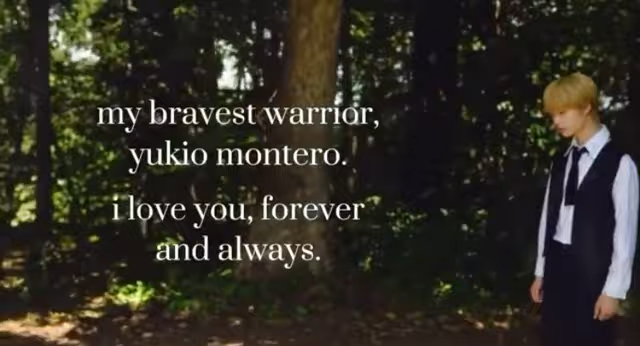 my bravest warrior,
yukio montero.
i love you, forever
and always.